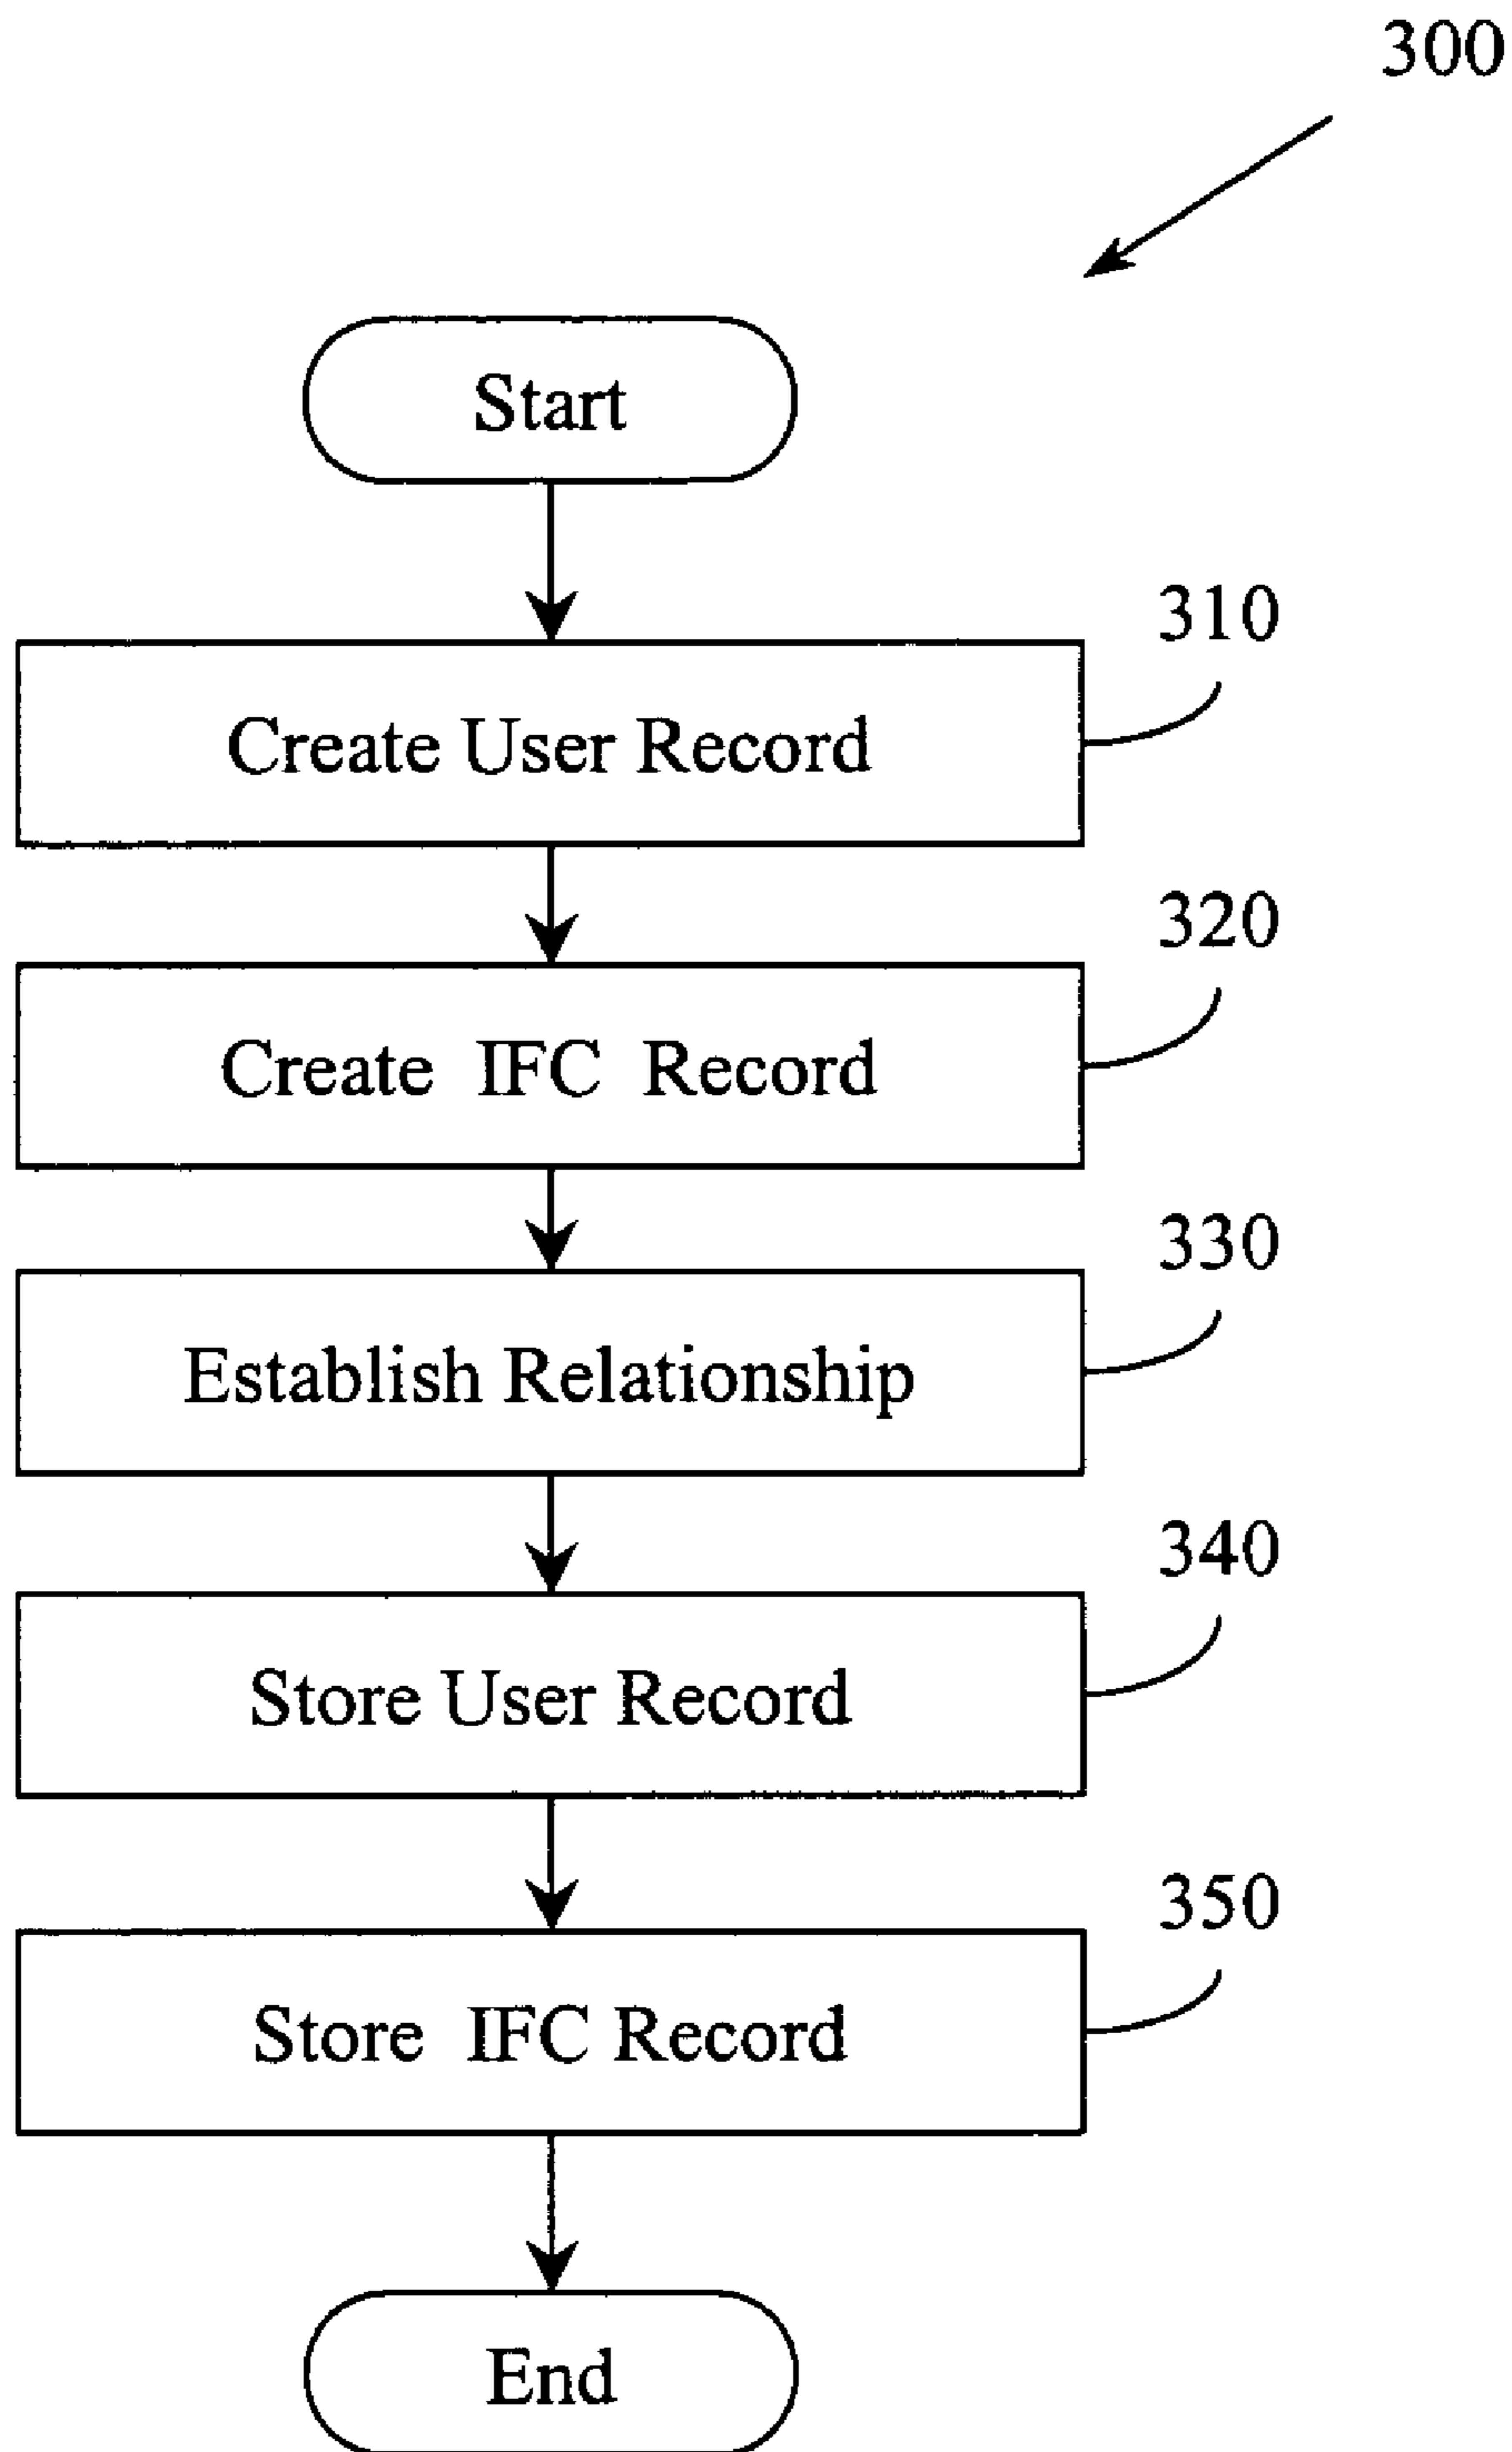 300
Start
310
Create User Record
320
Create IFC Record
330
Establish Relationship
340
Store User Record
350
Store IFC Record
End